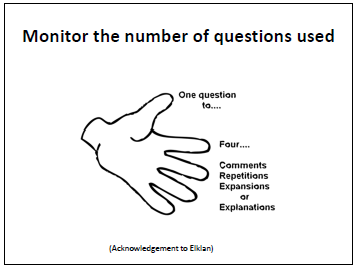 Monitor the number of questions used
One question
to....
Four....
Comments
Repetitions
Expansions
or
Explanations
(Acknowledgement to Elklan)